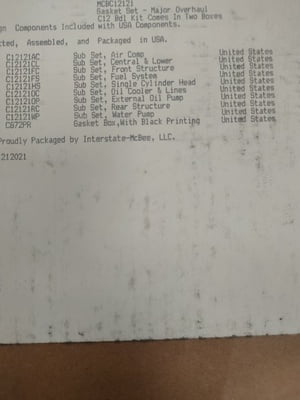 MCBC12121
Gasket Set - Major Overhaul
C12 Bdl Kit Comes In Two Boxes
gn Components Included with USA Components.
cted, Assembled, and Packaged in USA.
C12121AC Sub Set, Air Comp United States
C12121CL Sub Set, Central & Lower United States
C12121FC Sub Set, Front Structure United States
C12121FS Sub Set, Fuel System United States
C12121HS Sub Set, Single Cylinder Head United States
C12121OC Sub Set, Oil Cooler & Lines United States
C12121OP Sub Set, External Oil Pump United States
C12121RC Sub Set, Rear Structure United States
C12121WP Sub Set, Water Pump United States
C672PR Gasket Box,With Black Printing United States
Proudly Packaged by Interstate-McBee, LLC.
212021